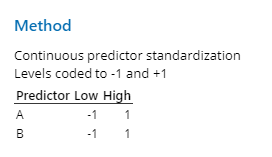 Method
Continuous predictor standardization
Levels coded to -1 and +1
Predictor Low High
A -1 1
B -1 1